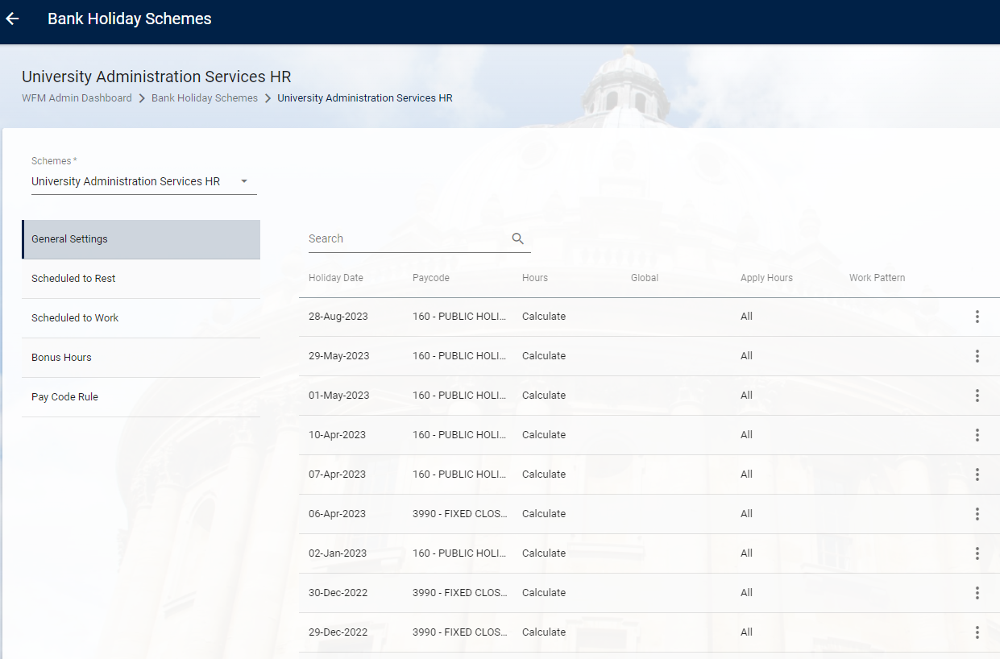 Bank Holiday Schemes
University Administration Services HR
WFM Admin Dashboard > Bank Holiday Schemes > University Administration Services HR
Schemes *
University Administration Services HR
General Settings
Scheduled to Rest
Scheduled to Work
Bonus Hours
Pay Code Rule
Search
Holiday Date Paycode Hours Global Apply Hours Work Pattern
28-Aug-2023 160 - PUBLIC HOLI... Calculate All
29-May-2023 160 - PUBLIC HOLI... Calculate All
01-May-2023 160 - PUBLIC HOLI... Calculate All
10-Apr-2023 160 - PUBLIC HOLI... Calculate All
07-Apr-2023 160 - PUBLIC HOLI... Calculate All
06-Apr-2023 3990 - FIXED CLOS... Calculate All
02-Jan-2023 160 - PUBLIC HOLI... Calculate All
30-Dec-2022 3990 - FIXED CLOS... Calculate All
29-Dec-2022 3990 - FIXED CLOS... Calculate All